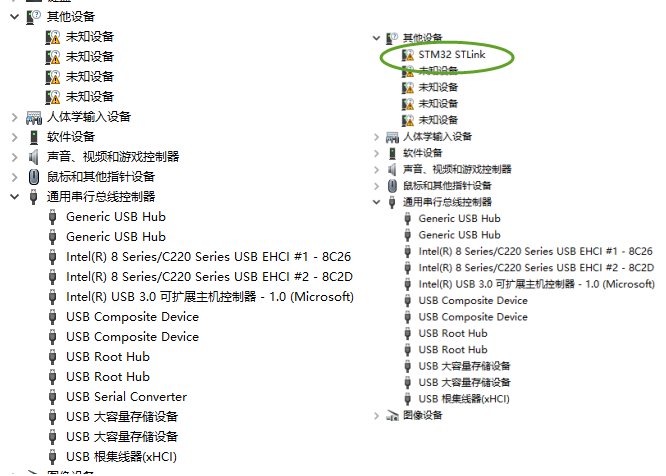 其他设备
未知设备
未知设备
未知设备
未知设备
人体学输入设备
软件设备
声音、视频和游戏控制器
鼠标和其他指针设备
通用串行总线控制器
Generic USB Hub
Generic USB Hub
Intel(R) 8 Series/C220 Series USB EHCI #1 - 8C26
Intel(R) 8 Series/C220 Series USB EHCI #2 - 8C2D
Intel(R) USB 3.0 可扩展主机控制器 - 1.0 (Microsoft)
USB Composite Device
USB Composite Device
USB Root Hub
USB Root Hub
USB Serial Converter
USB 大容量存储设备
USB 大容量存储设备
USB 根集线器(xHCI)
其他设备
STM32 STLink
未知设备
未知设备
未知设备
未知设备
人体学输入设备
软件设备
声音、视频和游戏控制器
鼠标和其他指针设备
通用串行总线控制器
Generic USB Hub
Generic USB Hub
Intel(R) 8 Series/C220 Series USB EHCI #1 - 8C26
Intel(R) 8 Series/C220 Series USB EHCI #2 - 8C2D
Intel(R) USB 3.0 可扩展主机控制器 - 1.0 (Microsoft)
USB Composite Device
USB Composite Device
USB Root Hub
USB Root Hub
USB 大容量存储设备
USB 大容量存储设备
USB 根集线器(xHCI)
图像设备